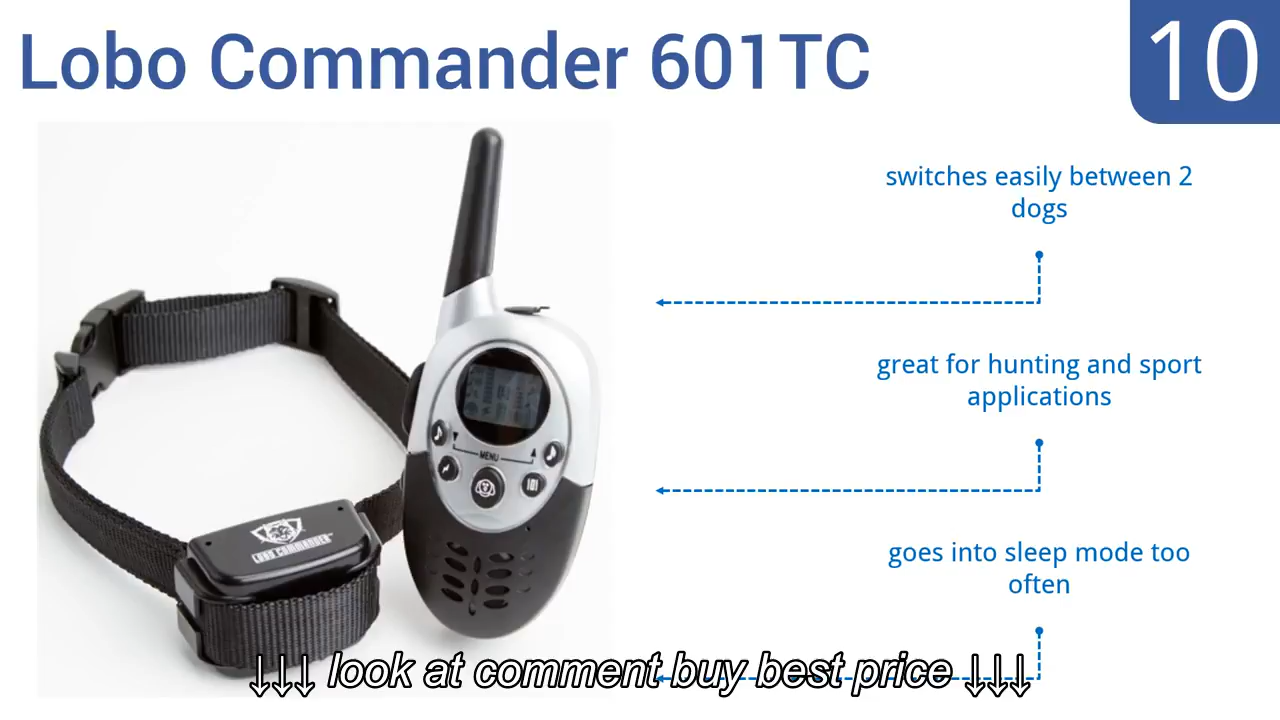 Lobo Commander 601TC
10
switches easily between 2
dogs
great for hunting and sport
applications
goes into sleep mode too
often
MENU
LOBO COMMANDER
↓↓↓ look at comment buy best price ↓↓↓